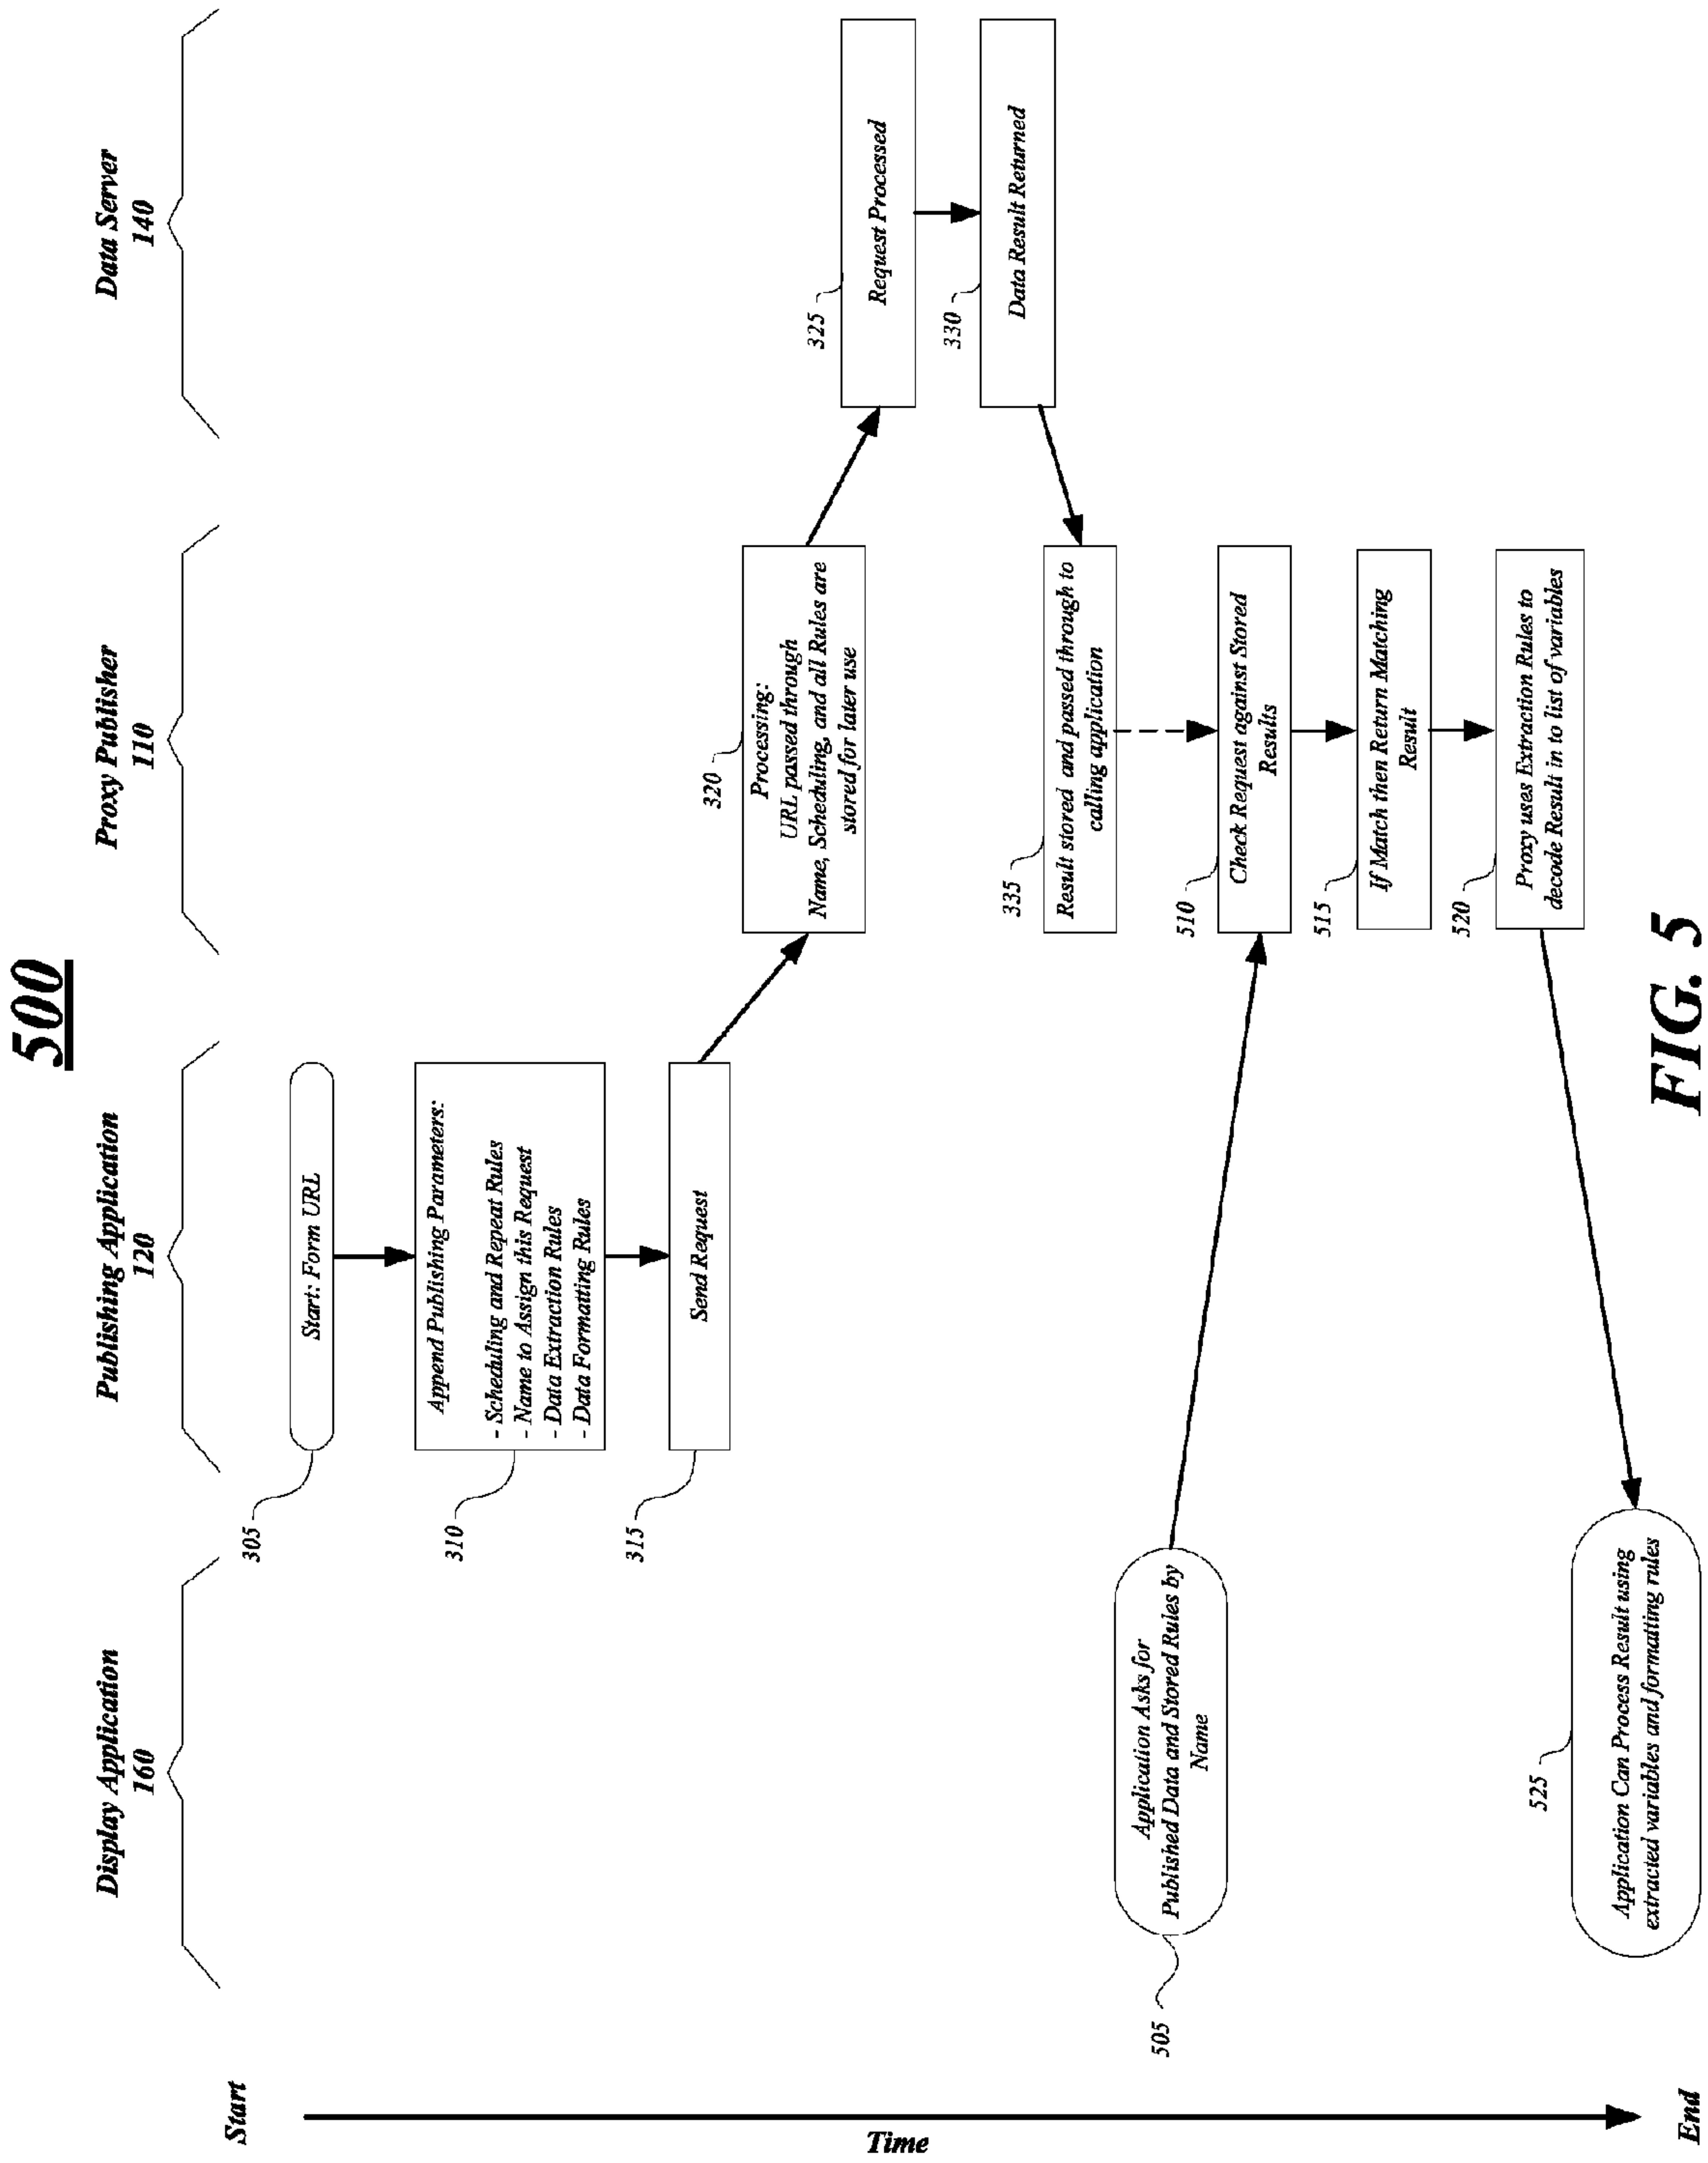 500
Display Application
160
Publishing Application
120
Proxy Publisher
110
Data Server
140
Start
305
Start: Form URL
310
Append Publishing Parameters:
- Scheduling and Repeat Rules
- Name to Assign this Request
- Data Extraction Rules
- Data Formatting Rules
315
Send Request
320
Processing:
URL passed through
Name, Scheduling, and all Rules are
stored for later use
325
Request Processed
330
Data Result Returned
335
Result stored and passed through to
calling application
505
Application Asks for
Published Data and Stored Rules by
Name
510
Check Request against Stored
Results
515
If Match then Return Matching
Result
520
Proxy uses Extraction Rules to
decode Result in to list of variables
525
Application Can Process Result using
extracted variables and formatting rules
Time
End
FIG. 5